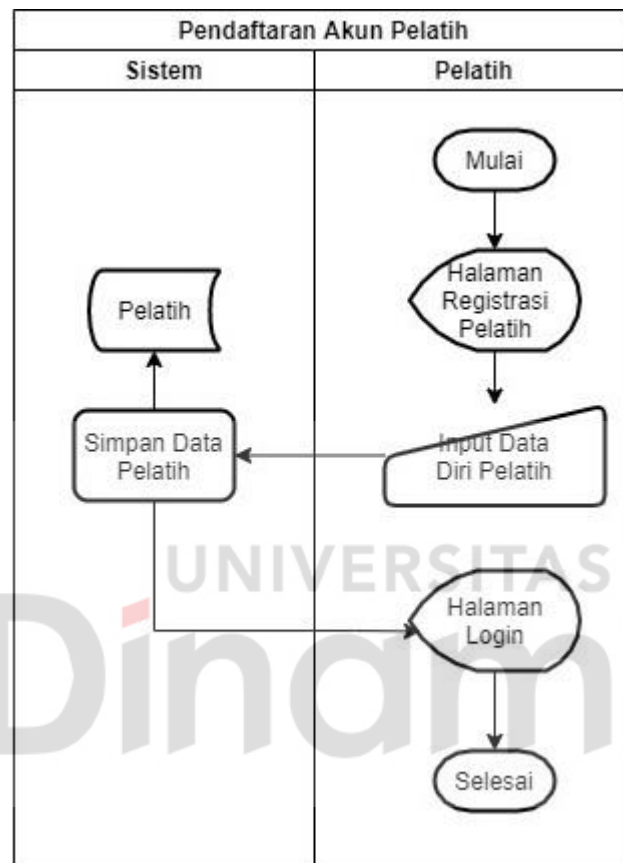 Pendaftaran Akun Pelatih
Sistem
Pelatih
Mulai
Halaman
Registrasi
Pelatih
Pelatih
Simpan Data
Pelatih
Input Data
Diri Pelatih
UNIVERSITAS
Dinam
Halaman
Login
Selesai